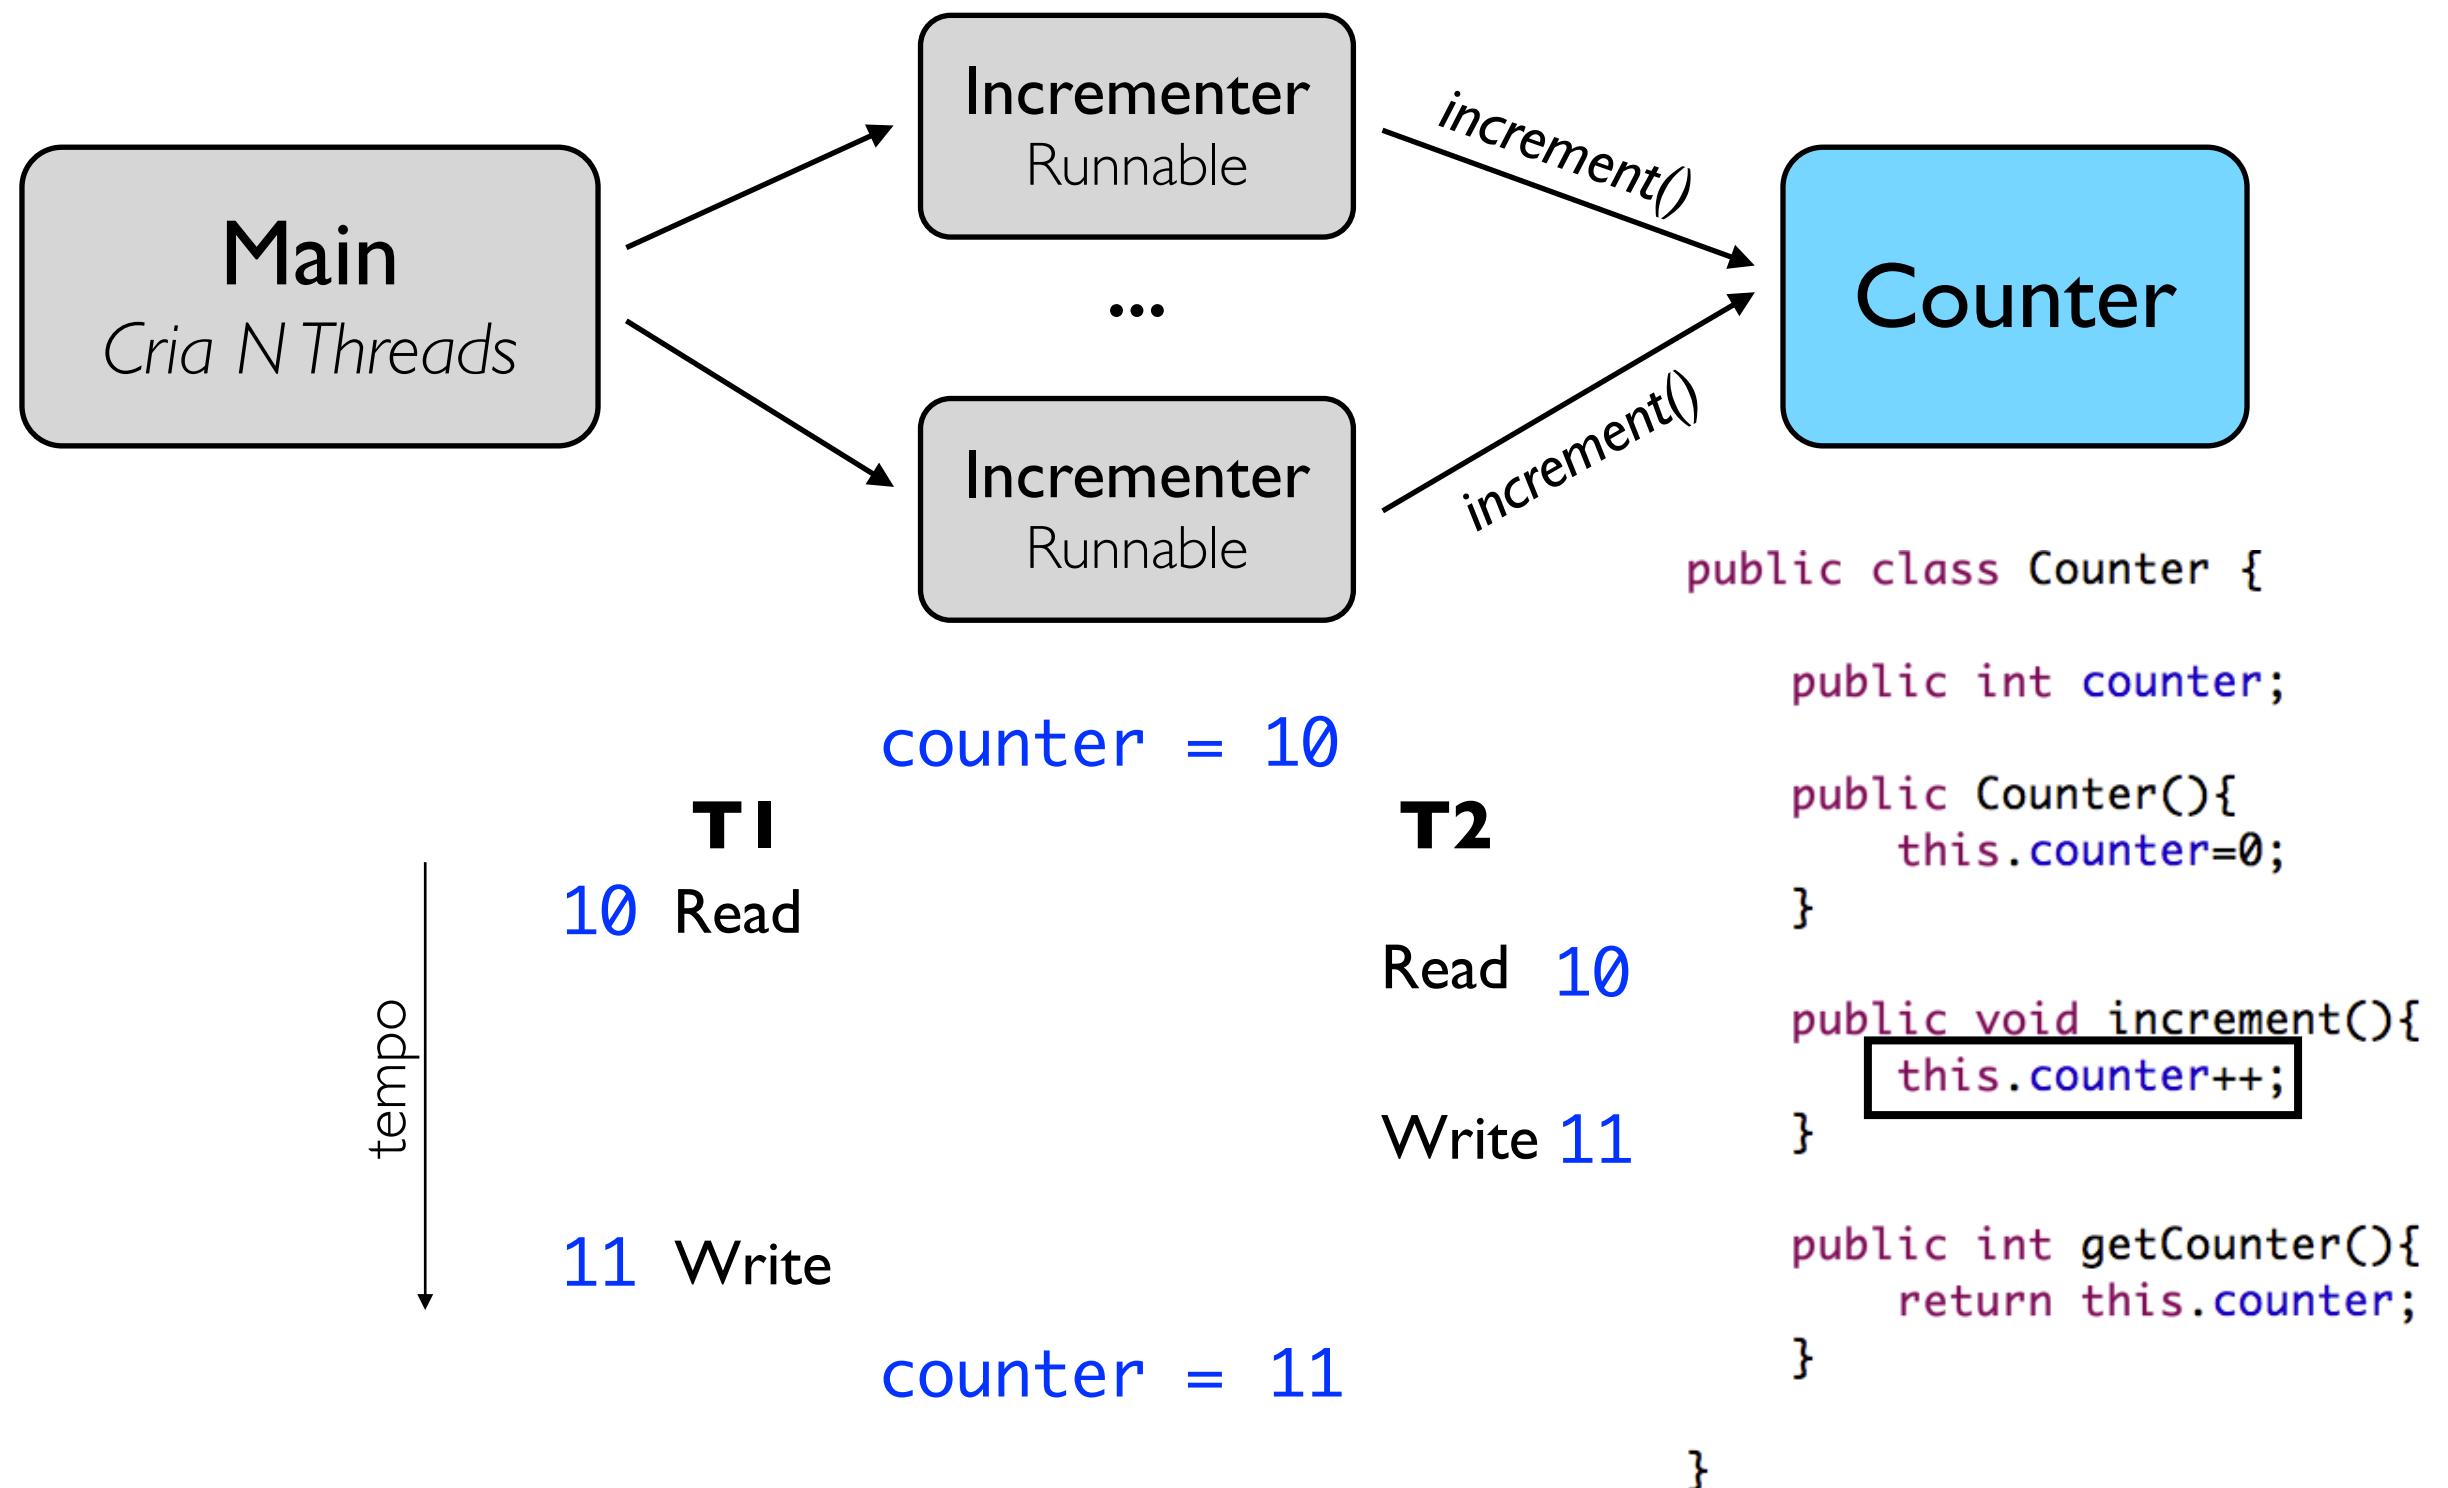 Main
Cria N Threads
Incrementer
Runnable
...
Incrementer
Runnable
increment()
increment()
Counter
counter = 10
T1
T2
10 Read
Read 10
Write 11
11 Write
tempo
counter = 11
public class Counter {
public int counter;
public Counter(){
this.counter=0;
}
public void increment(){
this.counter++;
}
public int getCounter(){
return this.counter;
}
}